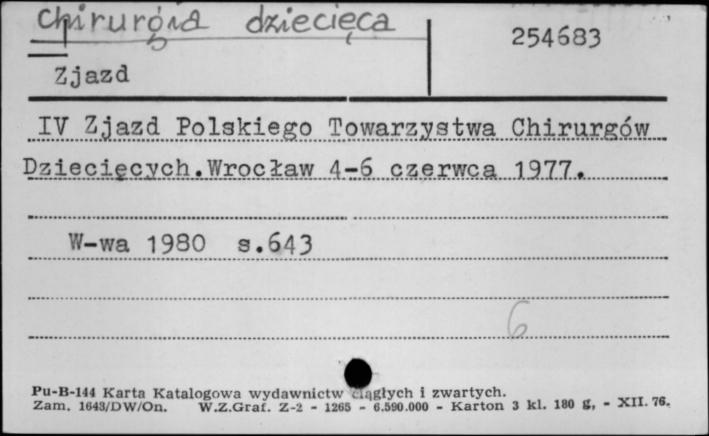 Chirurgia dziecięca
254683
Zjazd
IV Zjazd Polskiego Towarzystwa Chirurgów
Dziecięcych.Wrocław 4-6 czerwca 1977.
W-wa 1980 s.643
6
Pu-B-144 Karta Katalogowa wydawnictw ciągłych i zwartych.
Zam. 1643/DW/On. W.Z.Graf. Z-2 - 1265 - 6.590.000 - Karton 3 kl. 180 g, - XII. 76.